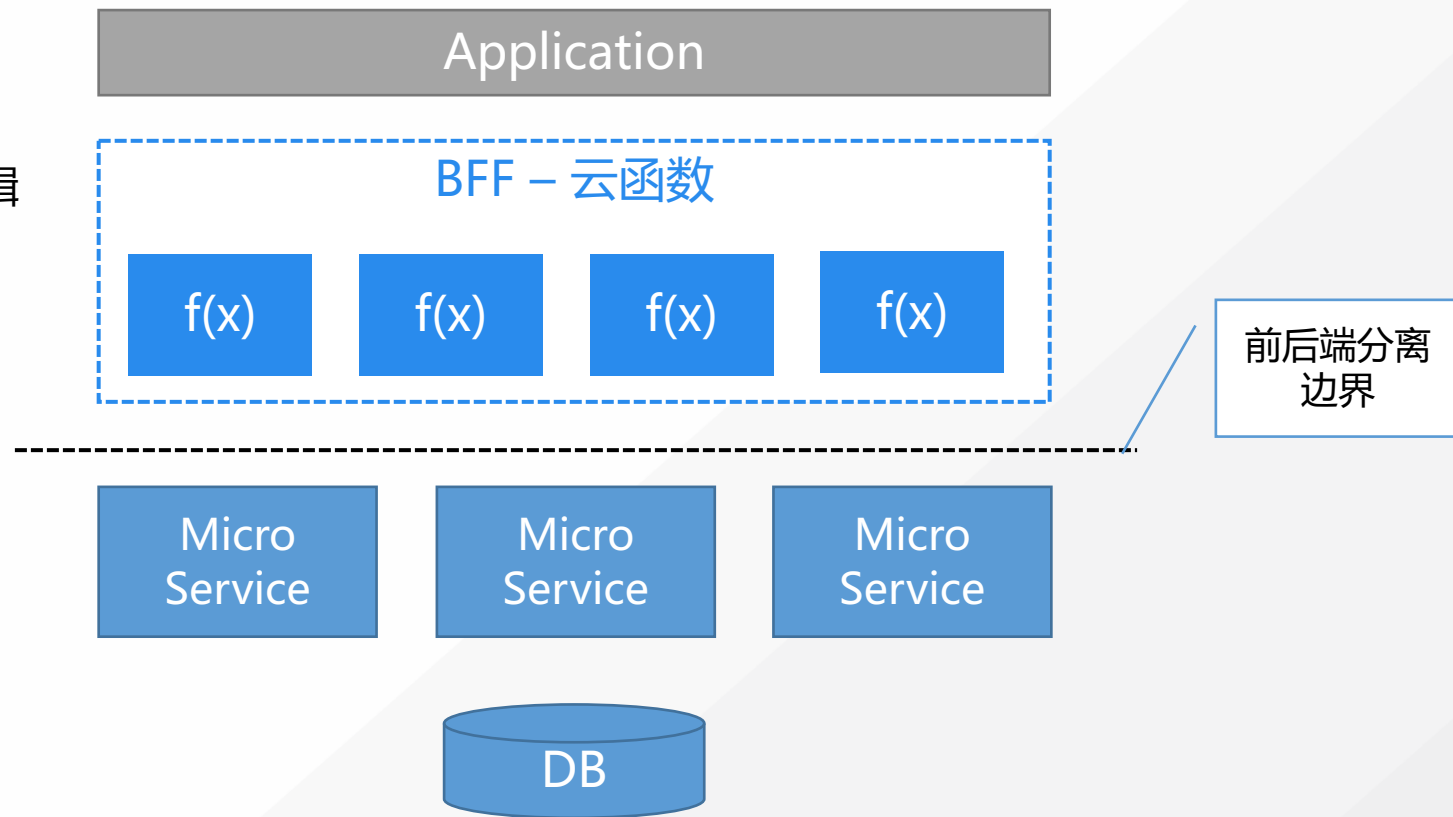 Application
辑
BFF – 云函数
f(x)
f(x)
f(x)
f(x)
前后端分离
边界
Micro
Service
Micro
Service
Micro
Service
DB